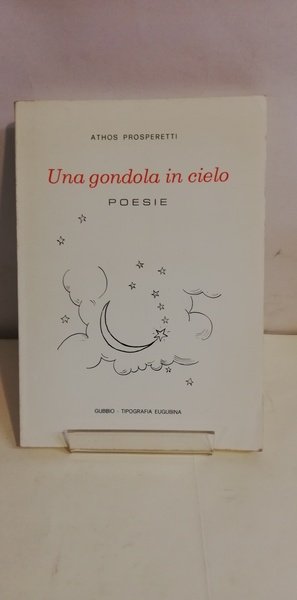 ATHOS PROSPERETTI
Una gondola in cielo
POESIE
GUBBIO - TIPOGRAFIA EUGUBINA